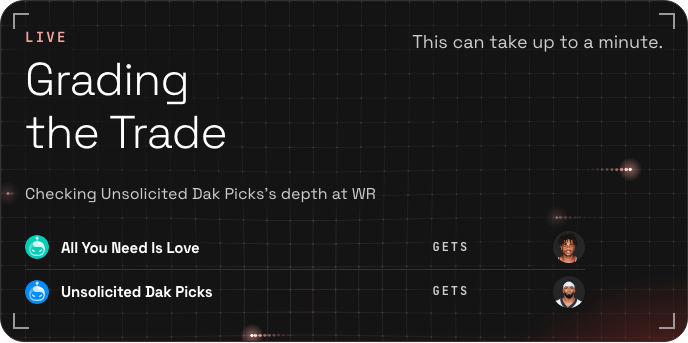 LIVE
This can take up to a minute.
Grading
the Trade
Checking Unsolicited Dak Picks's depth at WR
All You Need Is Love GETS
Unsolicited Dak Picks GETS